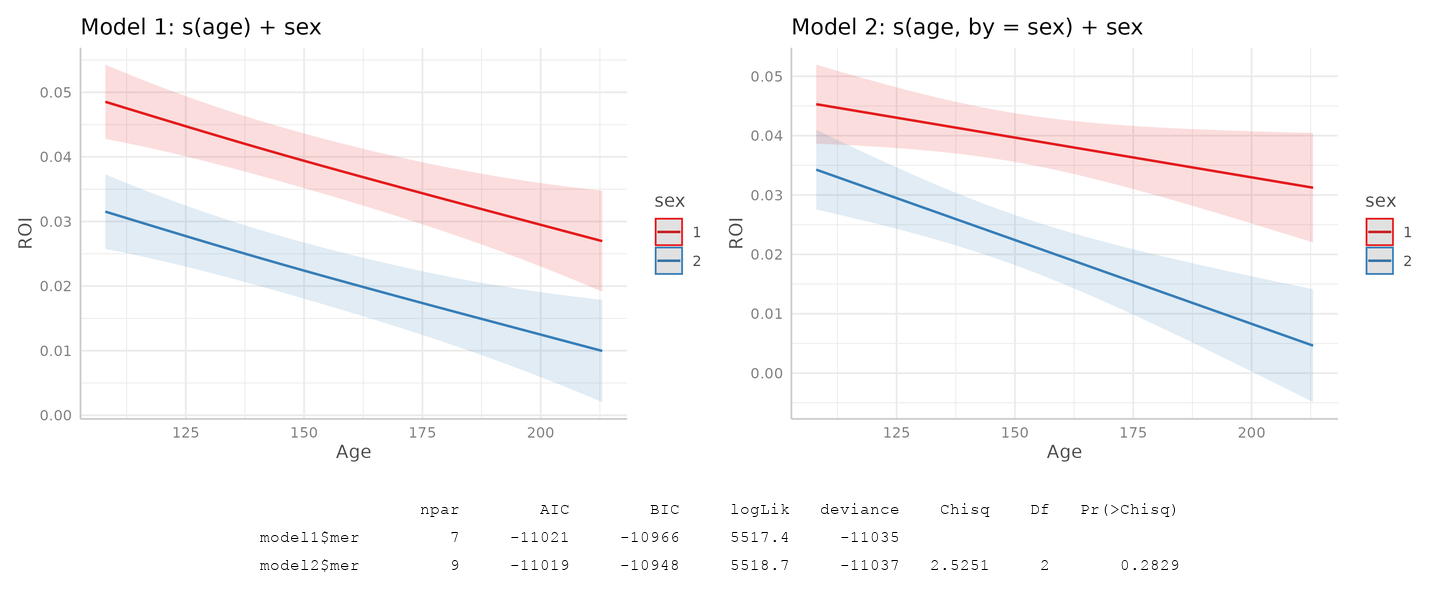 Model 1: s(age) + sex
0.05
0.04
0.03
0.02
0.01
0.00
ROI
125 150 175 200
Age
sex
1
2
Model 2: s(age, by = sex) + sex
0.05
0.04
0.03
0.02
0.01
0.00
ROI
125 150 175 200
Age
sex
1
2
npar AIC BIC logLik deviance Chisq Df Pr(>Chisq)
model1$mer 7 -11021 -10966 5517.4 -11035
model2$mer 9 -11019 -10948 5518.7 -11037 2.5251 2 0.2829